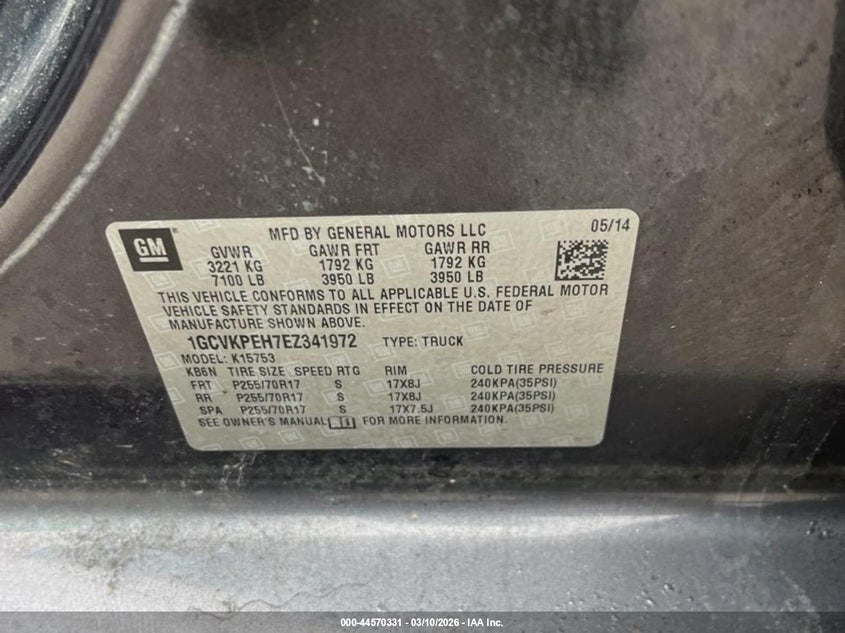 GM
MFD BY GENERAL MOTORS LLC 05/14
GVWR GAWR FRT GAWR RR
3221 KG 1792 KG 1792 KG
7100 LB 3950 LB 3950 LB
THIS VEHICLE CONFORMS TO ALL APPLICABLE U.S. FEDERAL MOTOR
VEHICLE SAFETY STANDARDS IN EFFECT ON THE DATE OF
MANUFACTURE SHOWN ABOVE.
1GCVKPEH7EZ341972 TYPE: TRUCK
MODEL: K15753
KB6N TIRE SIZE SPEED RTG RIM COLD TIRE PRESSURE
FRT P255/70R17 S 17X8J 240KPA(35PSI)
RR P255/70R17 S 17X8J 240KPA(35PSI)
SPA P255/70R17 S 17X7.5J 240KPA(35PSI)
SEE OWNER'S MANUAL FOR MORE INFORMATION.
000-44570331 - 03/10/2026 - IAA Inc.